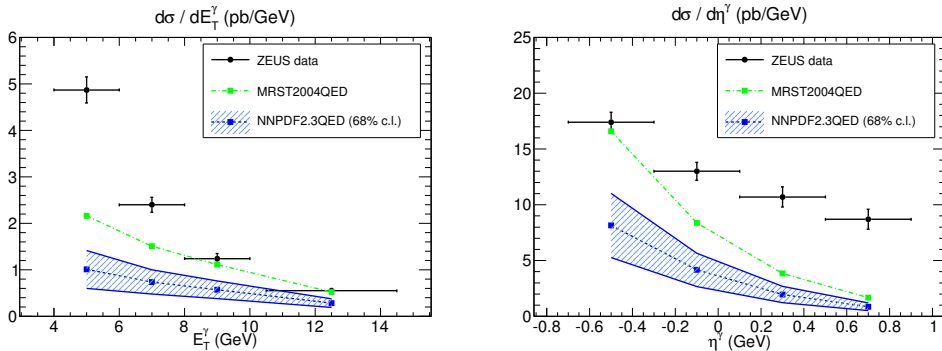 dσ / dE_T^γ (pb/GeV)
6
5
4
3
2
1
0
ZEUS data
MRST2004QED
NNPDF2.3QED (68% c.l.)
4 6 8 10 12 14
E_T^γ (GeV)
dσ / dη^γ (pb/GeV)
25
20
15
10
5
0
ZEUS data
MRST2004QED
NNPDF2.3QED (68% c.l.)
-0.8 -0.6 -0.4 -0.2 0 0.2 0.4 0.6 0.8 1
η^γ (GeV)